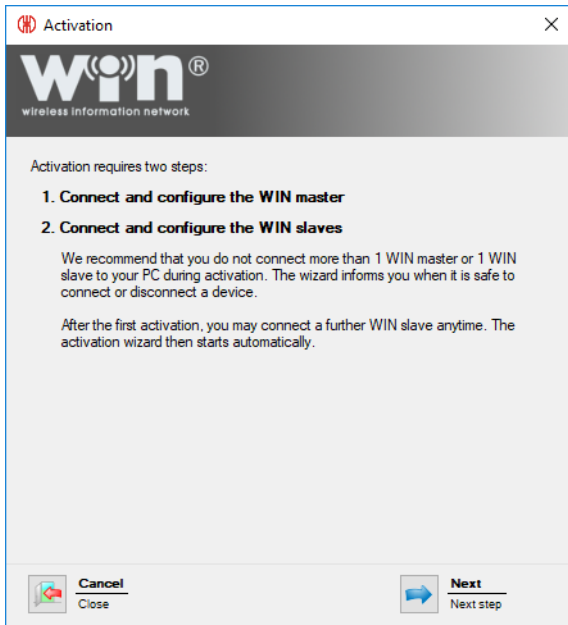 Activation
WIN®
wireless information network
Activation requires two steps:
1. Connect and configure the WIN master
2. Connect and configure the WIN slaves
We recommend that you do not connect more than 1 WIN master or 1 WIN
slave to your PC during activation. The wizard informs you when it is safe to
connect or disconnect a device.
After the first activation, you may connect a further WIN slave anytime. The
activation wizard then starts automatically.
Cancel
Close
Next
Next step